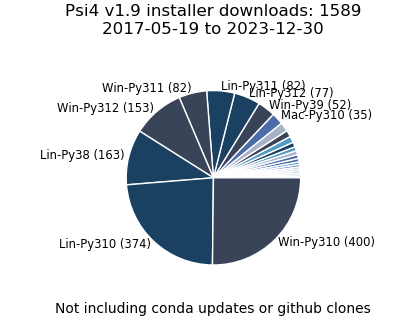 Psi4 v1.9 installer downloads: 1589
2017-05-19 to 2023-12-30
Win-Py311 (82)
Lin-Py311 (82)
Lin-Py312 (77)
Win-Py39 (52)
Mac-Py310 (35)
Win-Py312 (153)
Lin-Py38 (163)
Lin-Py310 (374)
Win-Py310 (400)
Not including conda updates or github clones